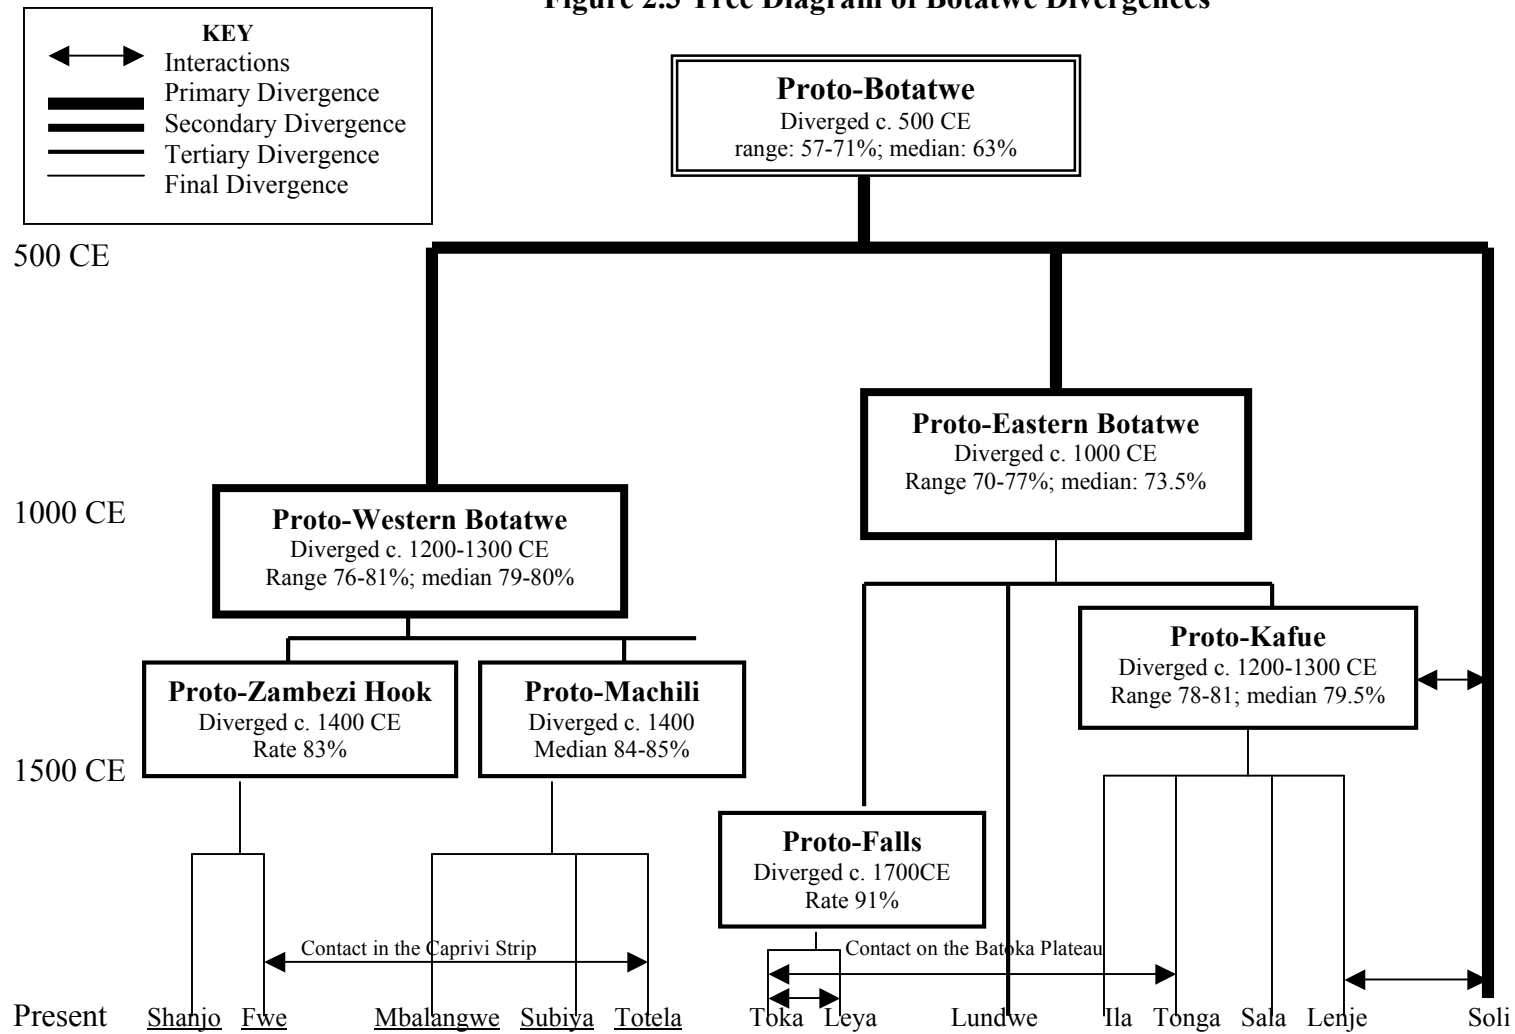 Figure 2.3 Tree Diagram of Botatwe Divergences
KEY
Interactions
Primary Divergence
Secondary Divergence
Tertiary Divergence
Final Divergence
Proto-Botatwe
Diverged c. 500 CE
range: 57-71%; median: 63%
500 CE
Proto-Eastern Botatwe
Diverged c. 1000 CE
Range 70-77%; median: 73.5%
1000 CE
Proto-Western Botatwe
Diverged c. 1200-1300 CE
Range 76-81%; median 79-80%
Proto-Kafue
Diverged c. 1200-1300 CE
Range 78-81; median 79.5%
Proto-Zambezi Hook
Diverged c. 1400 CE
Rate 83%
Proto-Machili
Diverged c. 1400
Median 84-85%
1500 CE
Proto-Falls
Diverged c. 1700CE
Rate 91%
Contact in the Caprivi Strip
Contact on the Batoka Plateau
Present Shanjo Fwe Mbalangwe Subiya Totela Toka Leya Lundwe Ila Tonga Sala Lenje Soli